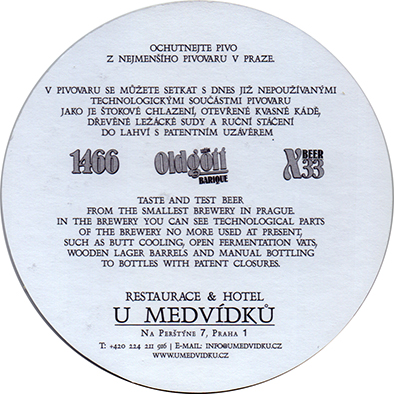 OCHUTNEJTE PIVO
Z NEJMENŠÍHO PIVOVARU V PRAZE.
V PIVOVARU SE MŮŽETE SETKAT S DNES JIŽ NEPOUŽÍVANÝMI
TECHNOLOGICKÝMI SOUČÁSTMI PIVOVARU
JAKO JE ŠTOKOVÉ CHLAZENÍ, OTEVŘENÉ KVASNÉ KÁDĚ,
DŘEVĚNÉ LEŽÁCKÉ SUDY A RUČNÍ STÁČENÍ
DO LAHVÍ S PATENTNÍM UZÁVĚREM
1466 Oldgött BARIQUE X BEER 33
TASTE AND TEST BEER
FROM THE SMALLEST BREWERY IN PRAGUE.
IN THE BREWERY YOU CAN SEE TECHNOLOGICAL PARTS
OF THE BREWERY NO MORE USED AT PRESENT,
SUCH AS BUTT COOLING, OPEN FERMENTATION VATS,
WOODEN LAGER BARRELS AND MANUAL BOTTLING
TO BOTTLES WITH PATENT CLOSURES.
RESTAURACE & HOTEL
U MEDVÍDKŮ
NA PERŠTÝNE 7, PRAHA 1
T: +420 224 211 916 | E-MAIL: INFO@UMEDVIDKU.CZ
WWW.UMEDVIDKU.CZ